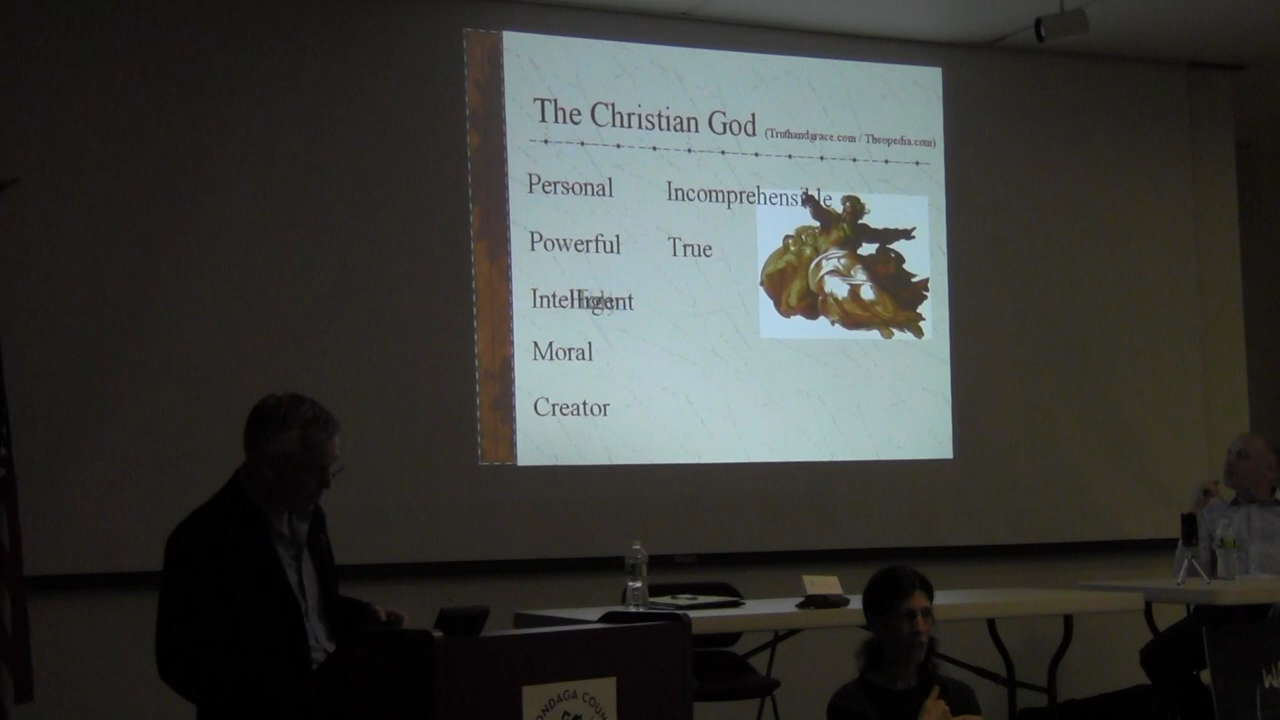 The Christian God (Truthandgrace.com / Theopedia.com)
Personal Incomprehensible
Powerful True
Intelligent
Moral
Creator